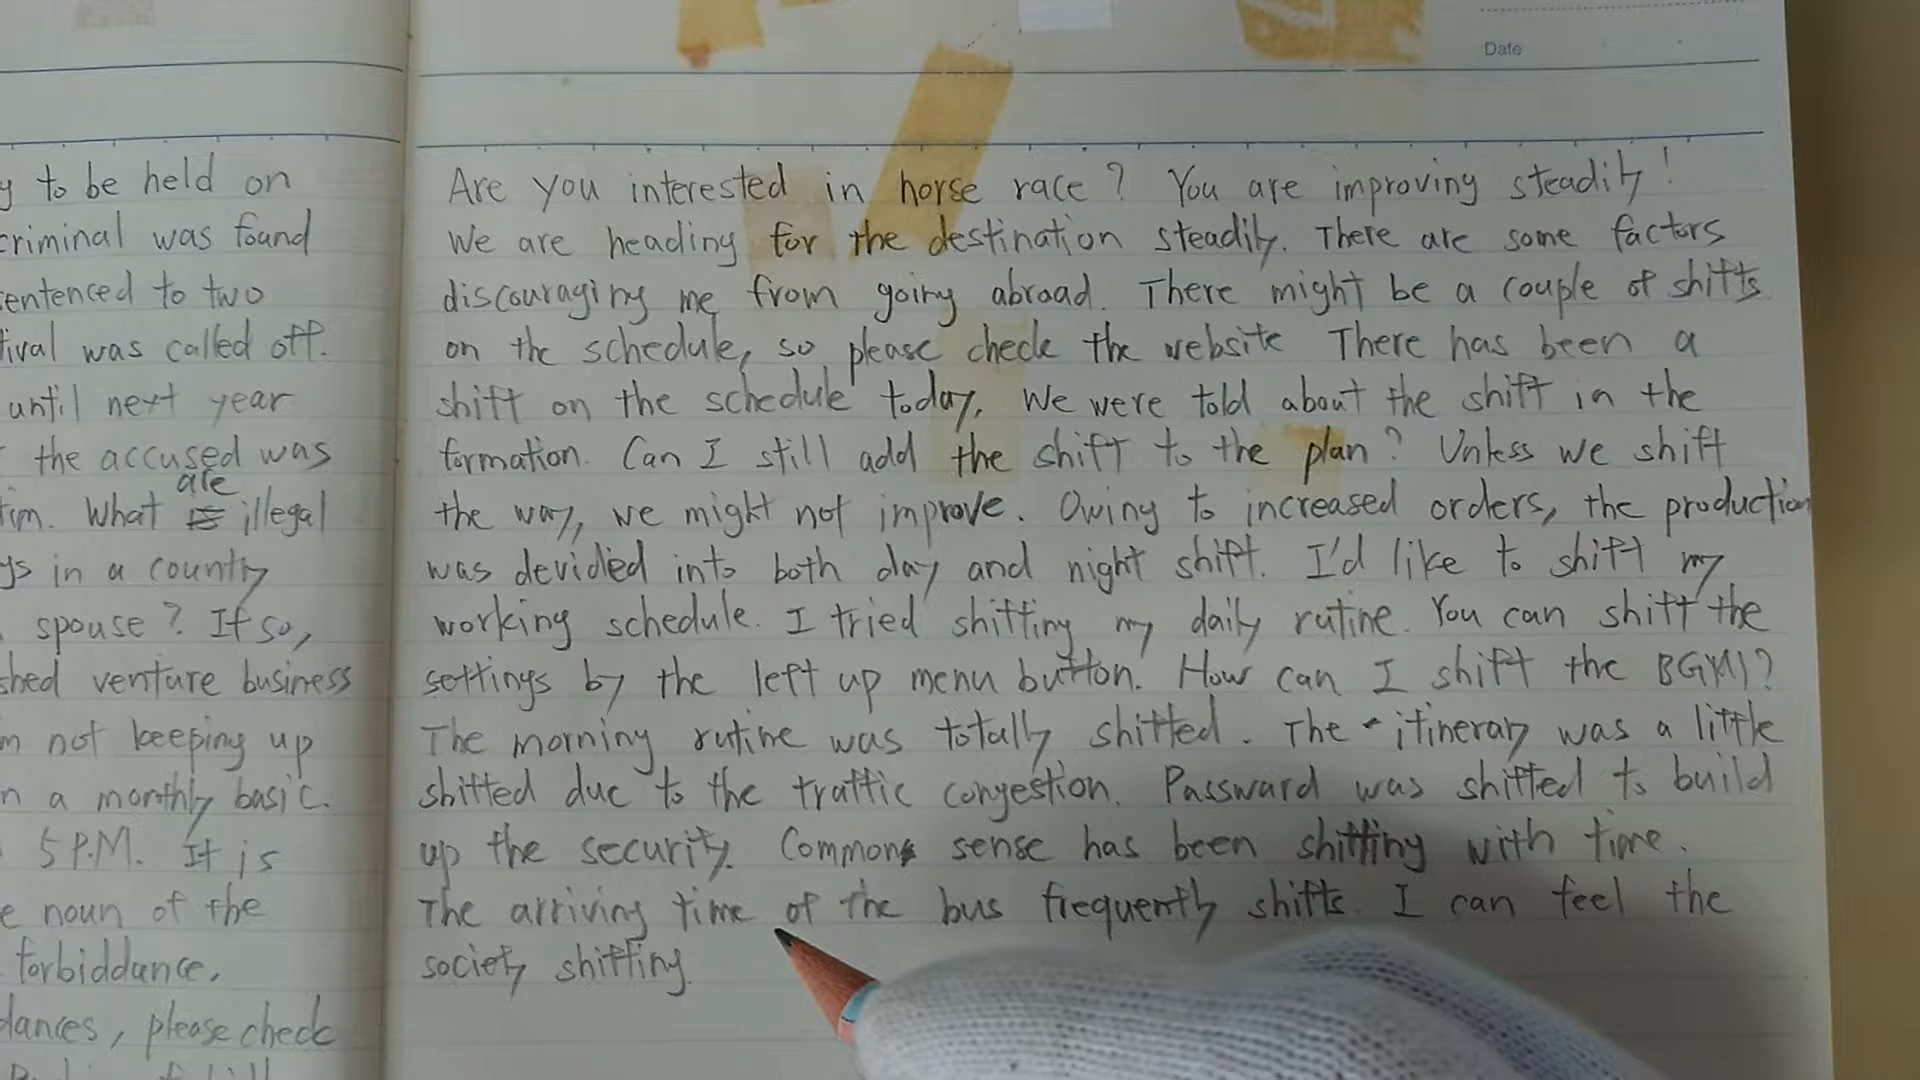 Date
y to be held on
criminal was found
entenced to two
ival was called off.
until next year
the accused was
are
im. What illegal
ys in a county
spouse? If so,
shed venture business
n not keeping up
n a monthly basic.
5 P.M. It is
e noun of the
forbiddance,
dances, please check
Are you interested in horse race? You are improving steadily!
We are heading for the destination steadily. There are some factors
discouraging me from going abroad. There might be a couple of shifts
on the schedule, so please check the website There has been a
shift on the schedule today. We were told about the shift in the
formation. Can I still add the shift to the plan? Unless we shift
the way, we might not improve. Owing to increased orders, the production
was devided into both day and night shift. I'd like to shift my
working schedule. I tried shifting my daily rutine. You can shift the
settings by the left up menu button. How can I shift the BGM?
The morning rutine was totally shifted. The itinerary was a little
shifted due to the traffic congestion. Passward was shifted to build
up the security. Common sense has been shifting with time.
The arriving time of the bus frequently shifts. I can feel the
society shifting.